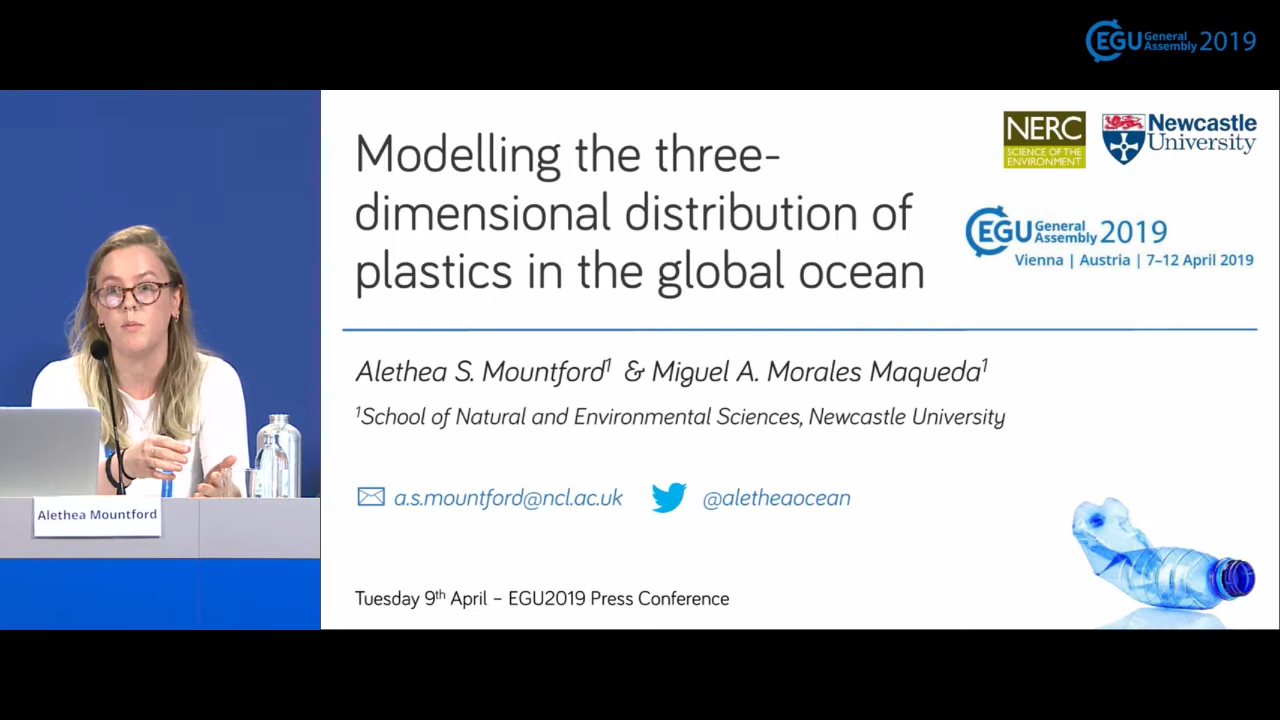 EGU General Assembly 2019
Modelling the three-
dimensional distribution of
plastics in the global ocean
NERC
SCIENCE OF THE
ENVIRONMENT
Newcastle
University
EGU General Assembly 2019
Vienna | Austria | 7–12 April 2019
Alethea S. Mountford¹ & Miguel A. Morales Maqueda¹
¹School of Natural and Environmental Sciences, Newcastle University
a.s.mountford@ncl.ac.uk @aletheaocean
Alethea Mountford
Tuesday 9th April – EGU2019 Press Conference